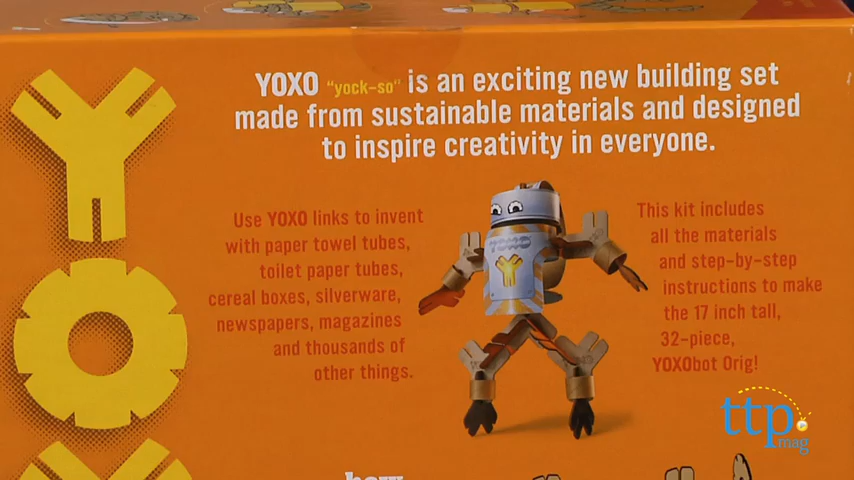 YOXO "yock-so" is an exciting new building set
made from sustainable materials and designed
to inspire creativity in everyone.
Use YOXO links to invent
with paper towel tubes,
toilet paper tubes,
cereal boxes, silverware,
newspapers, magazines
and thousands of
other things.
This kit includes
all the materials
and step-by-step
instructions to make
the 17 inch tall,
32-piece,
YOXObot Orig!
YOXO
Y
Y
O
ttp
mag